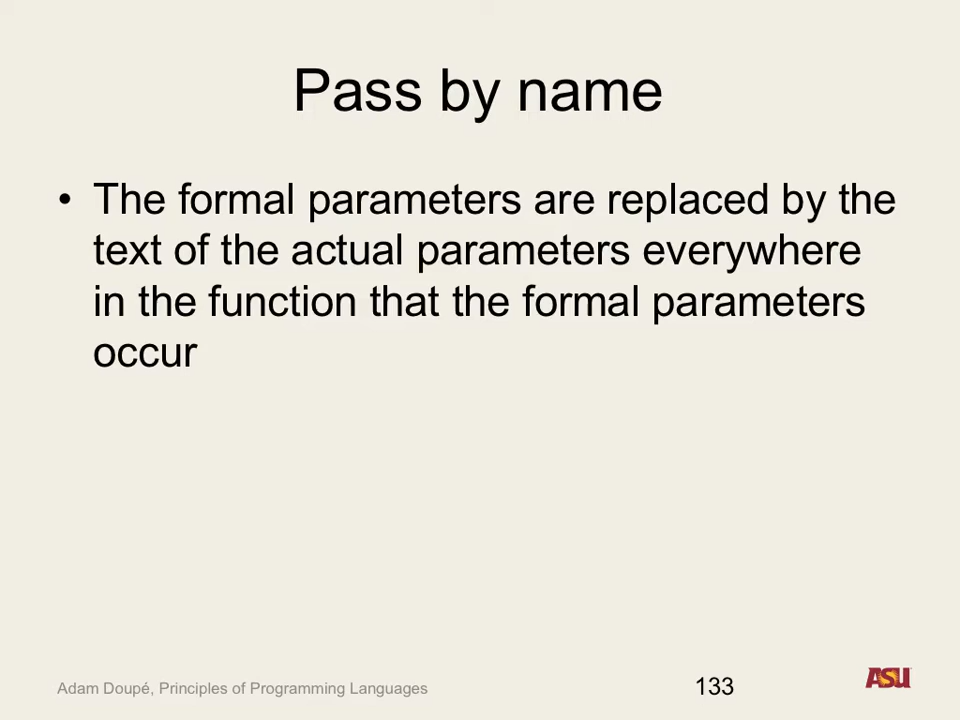 Pass by name
• The formal parameters are replaced by the
text of the actual parameters everywhere
in the function that the formal parameters
occur
Adam Doupé, Principles of Programming Languages
133
ASU